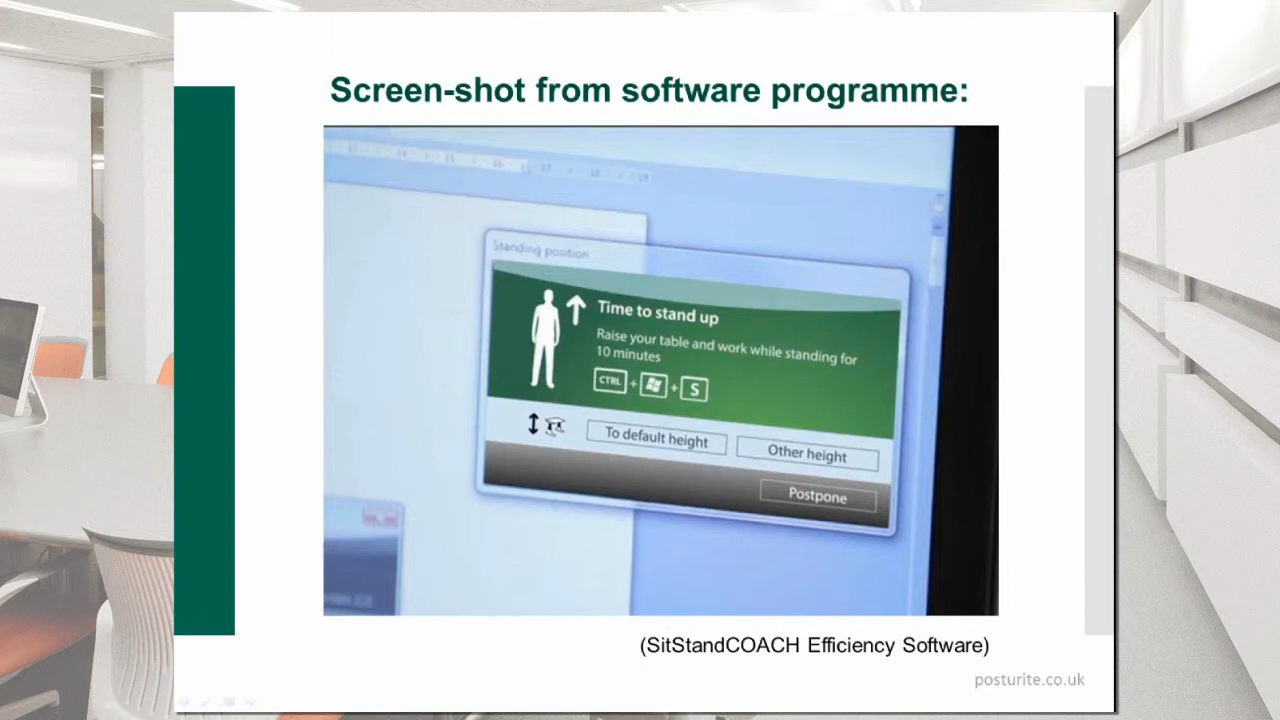 Screen-shot from software programme:
Standing position
Time to stand up
Raise your table and work while standing for
10 minutes
CTRL + + S
To default height
Other height
Postpone
(SitStandCOACH Efficiency Software)
posturite.co.uk